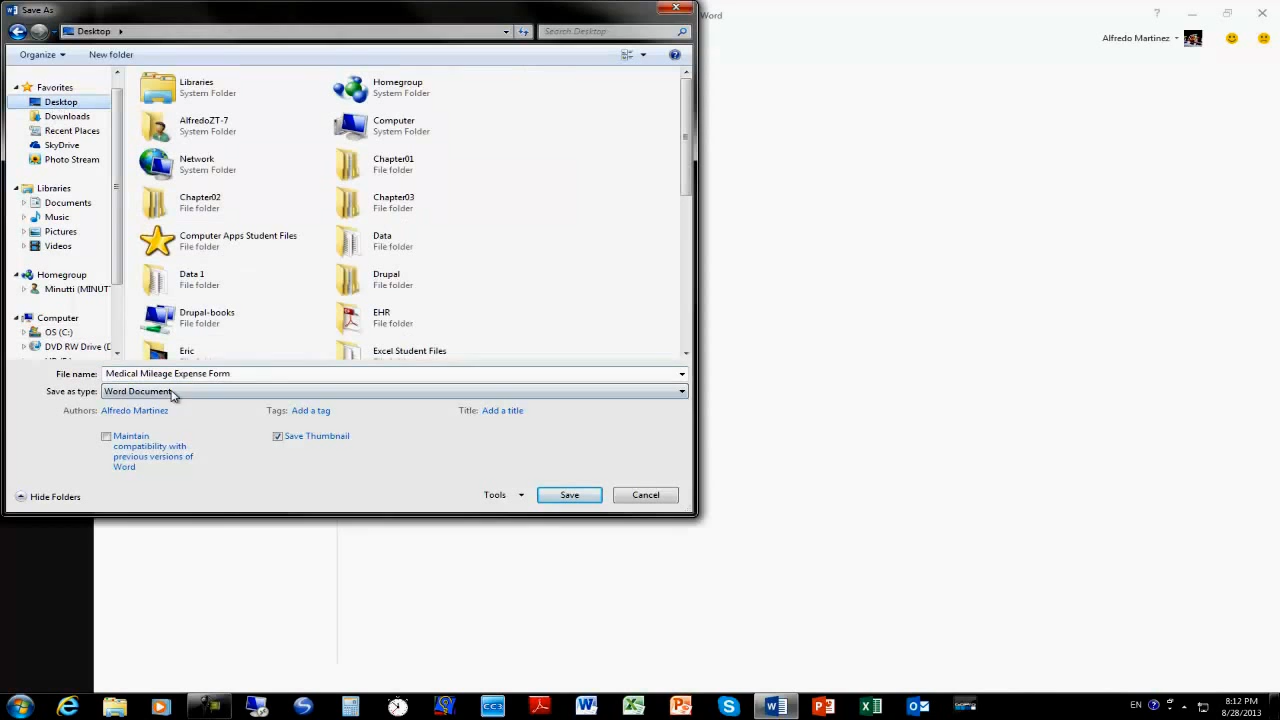 Save As
Word
Desktop
Search Desktop
Alfredo Martinez
Organize
New folder
Favorites
Desktop
Downloads
Recent Places
SkyDrive
Photo Stream
Libraries
Documents
Music
Pictures
Videos
Homegroup
Minutti (MINUT
Computer
OS (C:)
DVD RW Drive (D
Libraries
System Folder
Homegroup
System Folder
AlfredoZT-7
System Folder
Computer
System Folder
Network
System Folder
Chapter01
File folder
Chapter02
File folder
Chapter03
File folder
Computer Apps Student Files
File folder
Data
File folder
Data 1
File folder
Drupal
File folder
Drupal-books
File folder
EHR
File folder
Eric
Excel Student Files
File name:
Medical Mileage Expense Form
Save as type:
Word Document
Authors:
Alfredo Martinez
Tags:
Add a tag
Title:
Add a title
Maintain
compatibility with
previous versions of
Word
Save Thumbnail
Hide Folders
Tools
Save
Cancel
CC3
EN
8:12 PM
8/28/2013